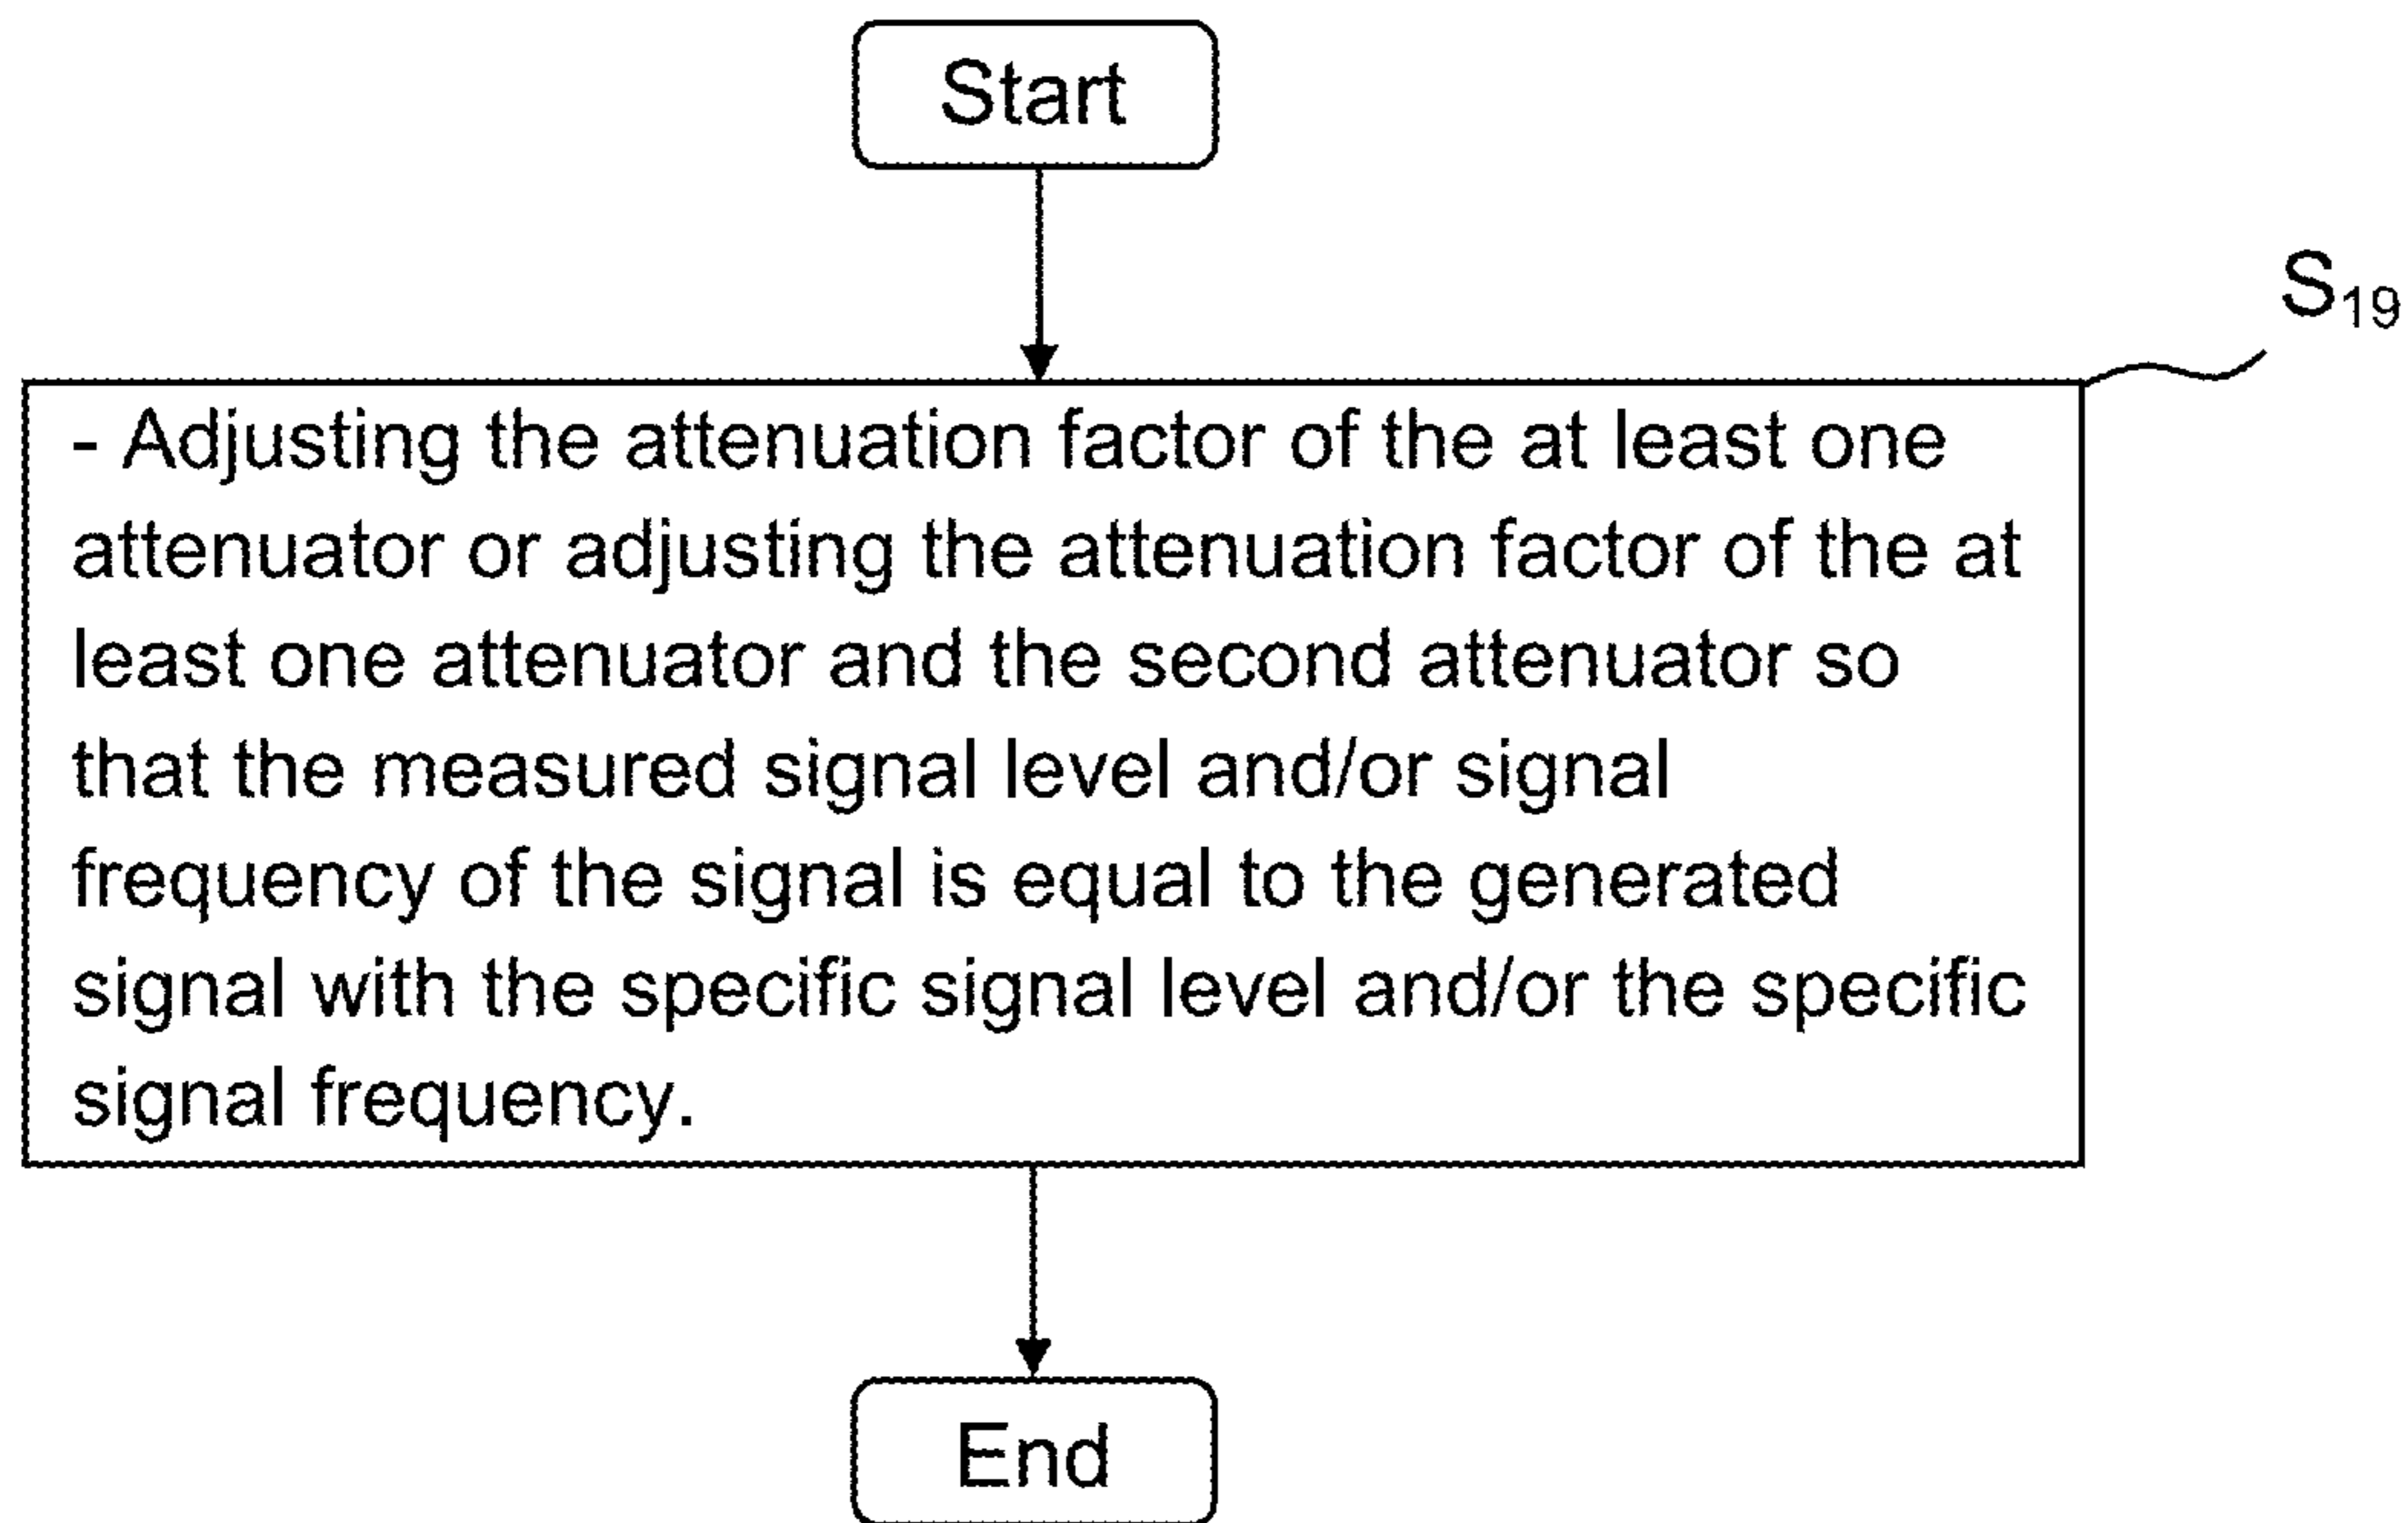 Start
S19
- Adjusting the attenuation factor of the at least one
attenuator or adjusting the attenuation factor of the at
least one attenuator and the second attenuator so
that the measured signal level and/or signal
frequency of the signal is equal to the generated
signal with the specific signal level and/or the specific
signal frequency.
End